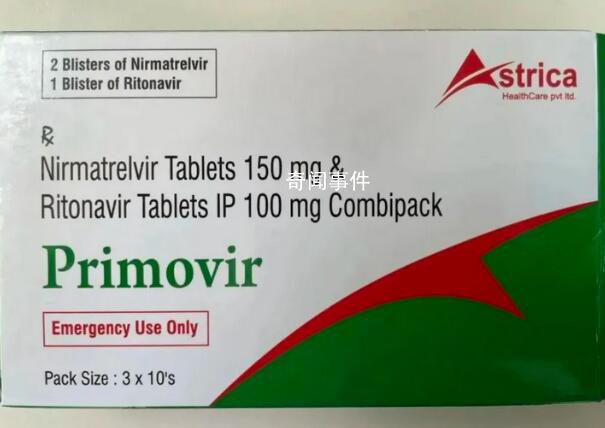 2 Blisters of Nirmatrelvir
1 Blister of Ritonavir
Astrica
HealthCare pvt ltd.
Rx
Nirmatrelvir Tablets 150 mg &
奇闻事件
Ritonavir Tablets IP 100 mg Combipack
Primovir
Emergency Use Only
Pack Size : 3 x 10's